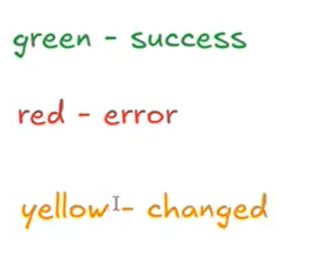 green - success
red - error
yellow - changed